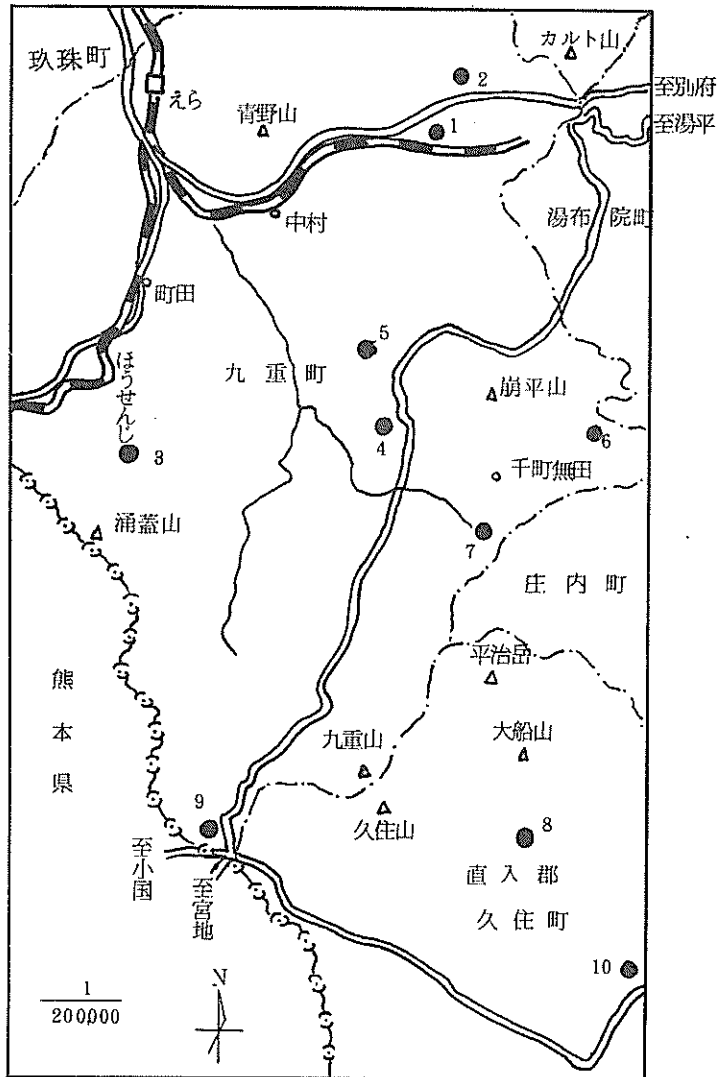 カルト山
玖珠町
2
至別府
えら
青野山
1
至湯平
中村
湯布院町
町田
5
九重町
崩平山
ほうせんじ
4
6
3
千町無田
涌蓋山
7
庄内町
平治岳
熊本県
九重山
大船山
9
久住山
8
至小国
至宮地
直入郡
久住町
10
N
1
200,000